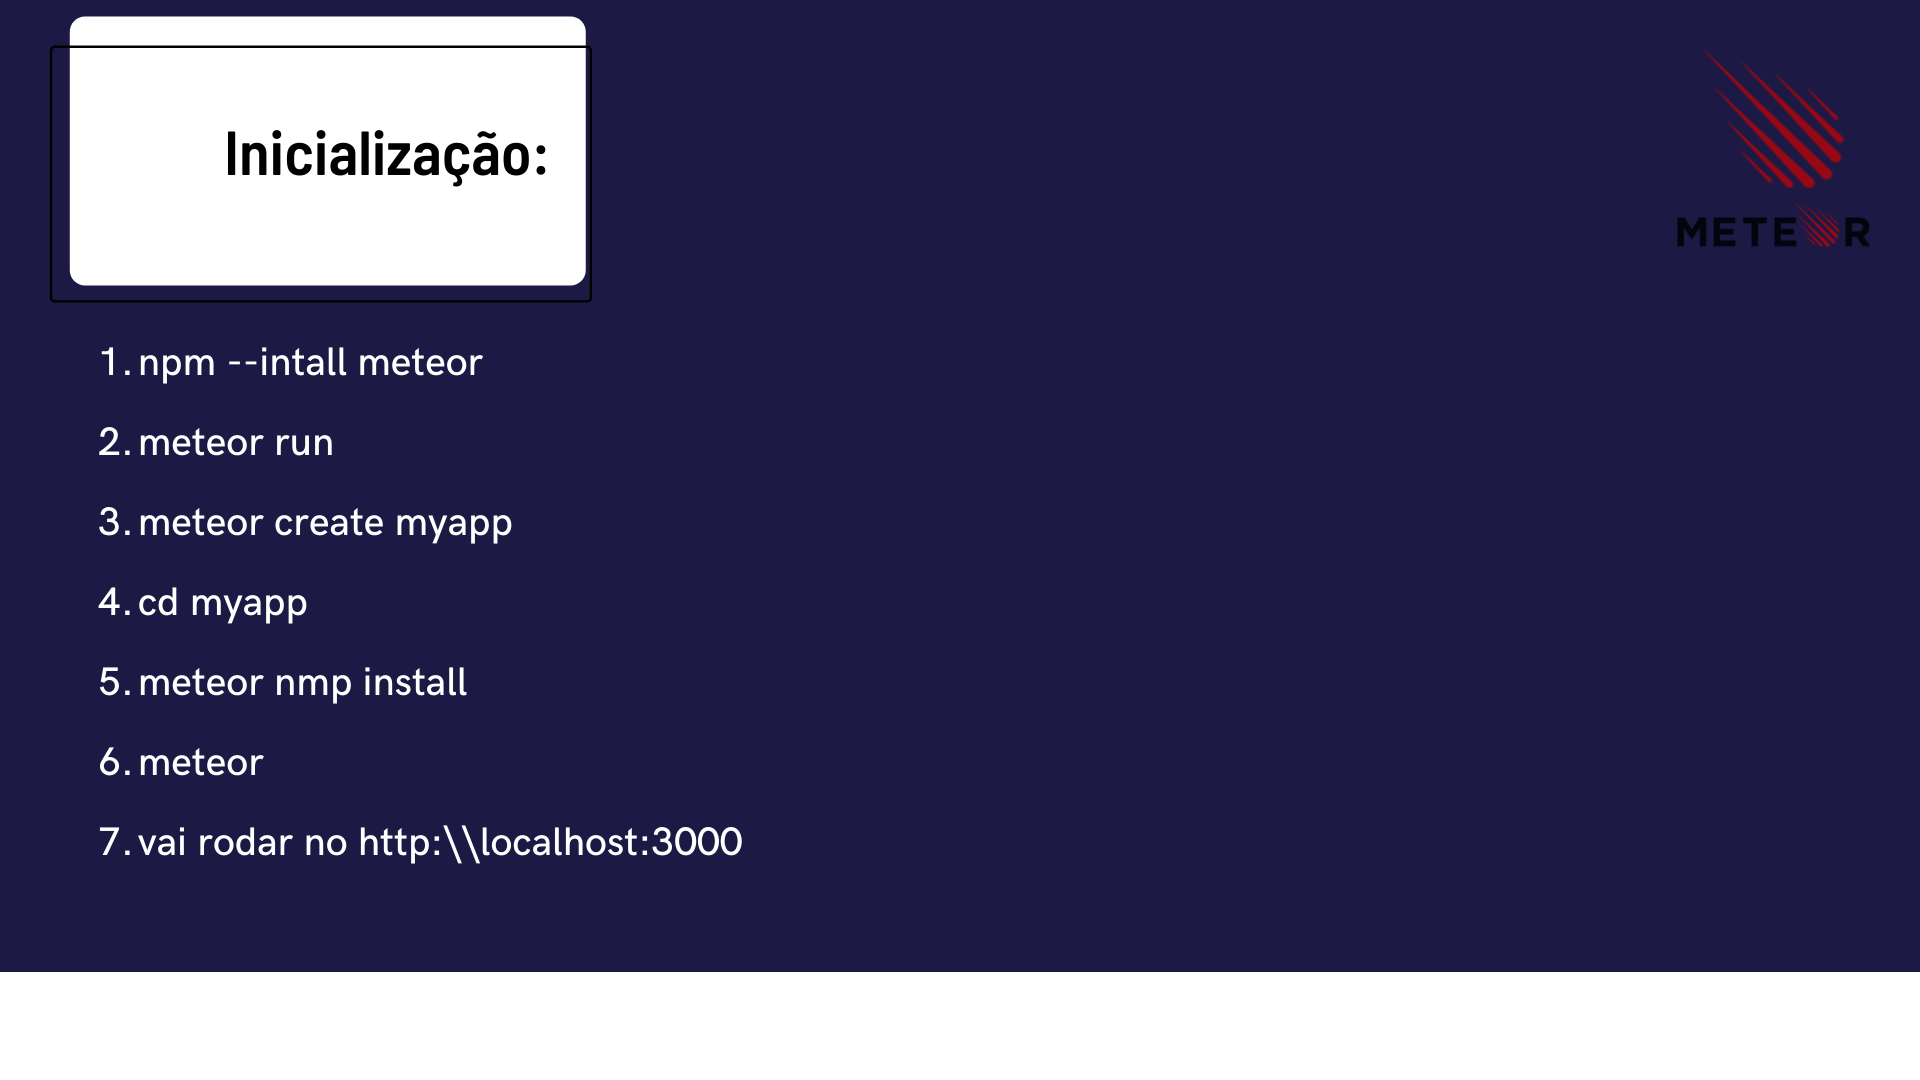 Inicialização:
METEOR
1. npm --intall meteor
2. meteor run
3. meteor create myapp
4. cd myapp
5. meteor nmp install
6. meteor
7. vai rodar no http:\\localhost:3000